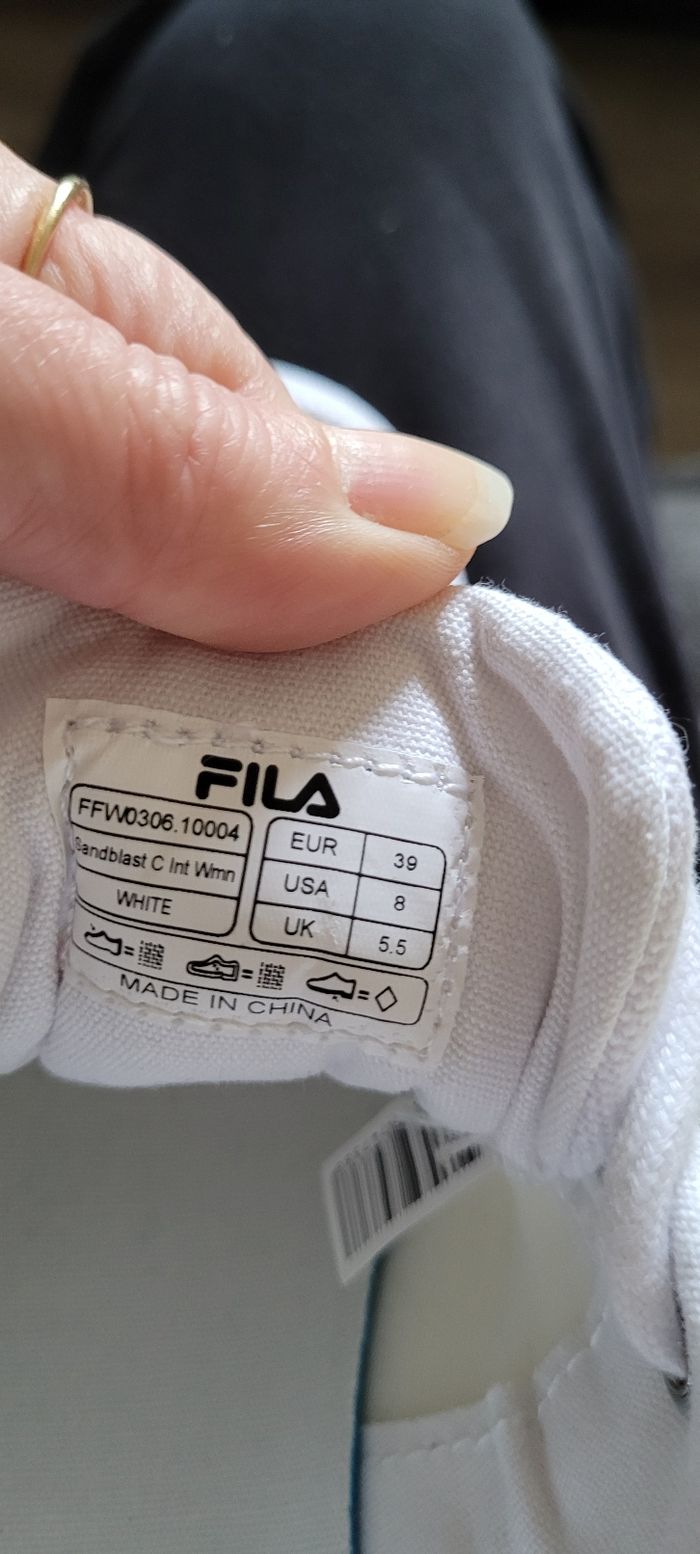 FILA
FFW0306.10004
Sandblast C Int Wmn
WHITE
EUR 39
USA 8
UK 5.5
= = =
MADE IN CHINA